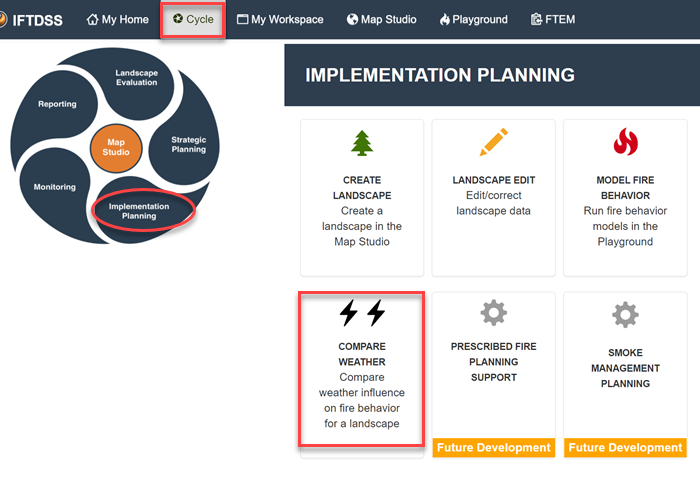 IFTDSS My Home Cycle My Workspace Map Studio Playground FTEM
Landscape
Evaluation
Reporting
Strategic
Planning
Map
Studio
Monitoring
Implementation
Planning
IMPLEMENTATION PLANNING
CREATE
LANDSCAPE
Create a
landscape in the
Map Studio
LANDSCAPE EDIT
Edit/correct
landscape data
MODEL FIRE
BEHAVIOR
Run fire behavior
models in the
Playground
COMPARE
WEATHER
Compare
weather influence
on fire behavior
for a landscape
PRESCRIBED FIRE
PLANNING
SUPPORT
Future Development
SMOKE
MANAGEMENT
PLANNING
Future Development